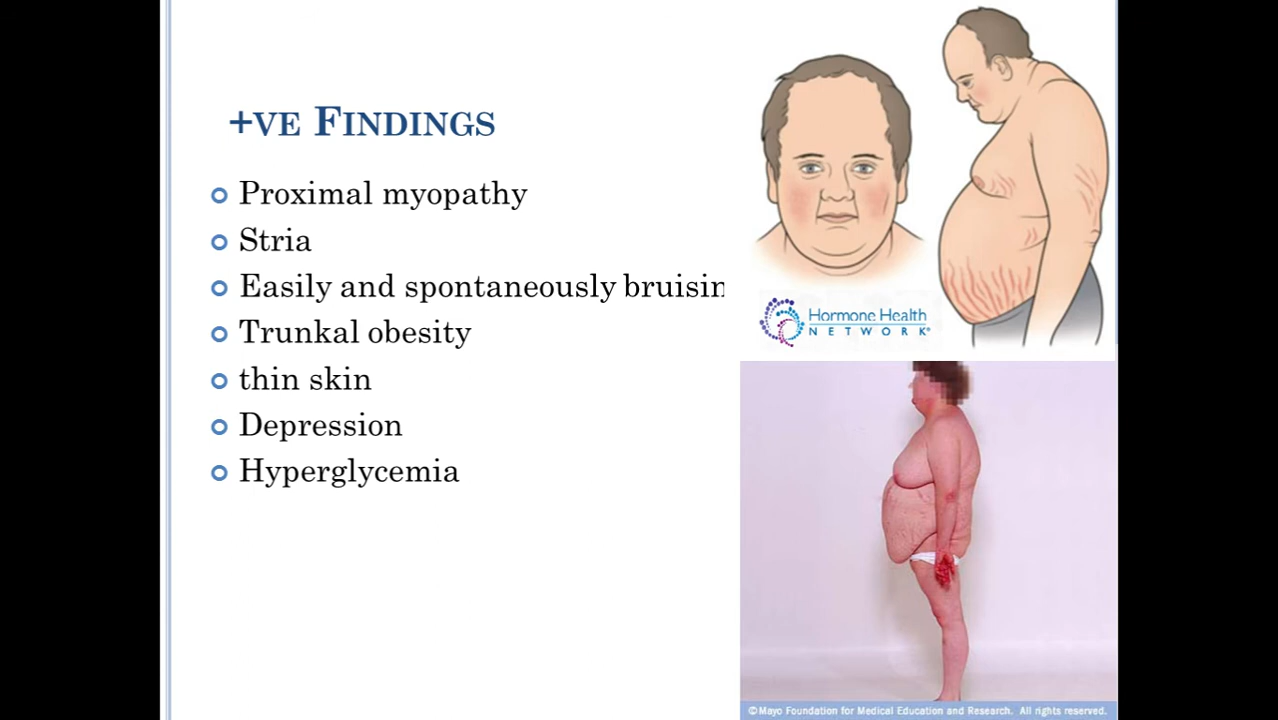 +VE FINDINGS
Proximal myopathy
Stria
Easily and spontaneously bruisin
Trunkal obesity
thin skin
Depression
Hyperglycemia
Hormone Health
NETWORK®
©Mayo Foundation for Medical Education and Research. All rights reserved.